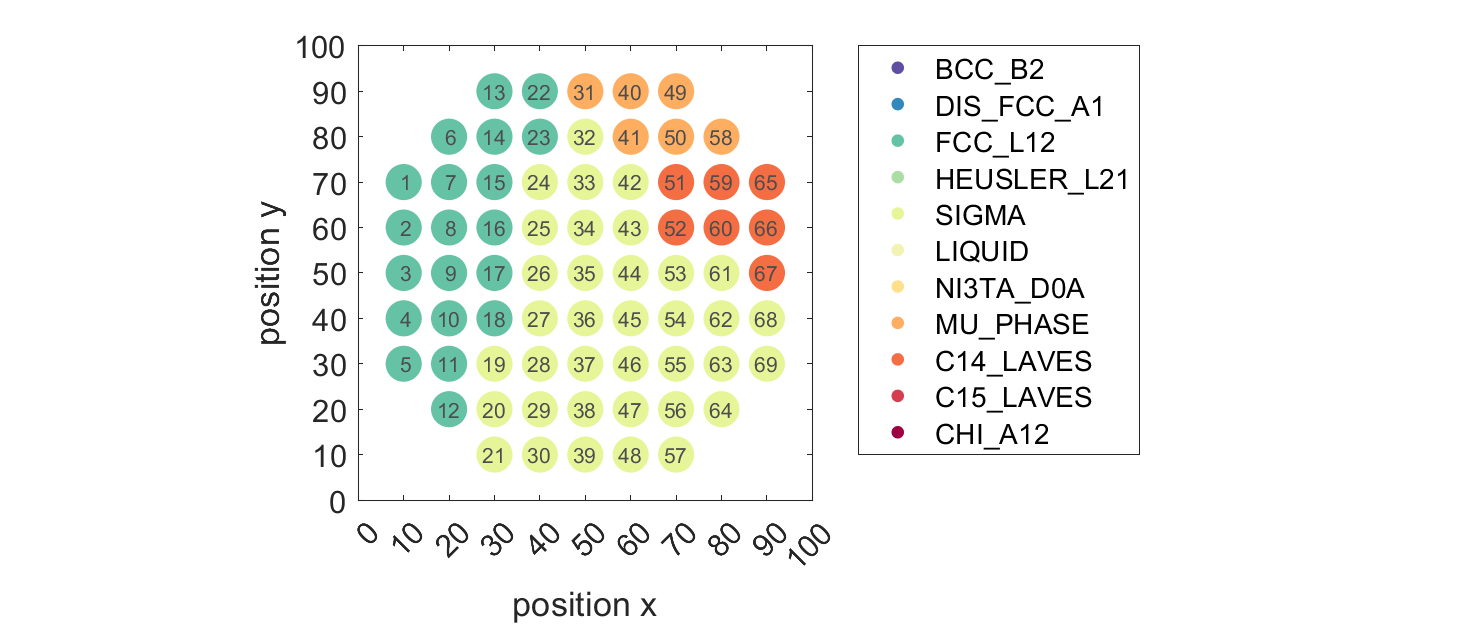 100
90 13 22 31 40 49
80 6 14 23 32 41 50 58
70 1 7 15 24 33 42 51 59 65
60 2 8 16 25 34 43 52 60 66
50 3 9 17 26 35 44 53 61 67
40 4 10 18 27 36 45 54 62 68
30 5 11 19 28 37 46 55 63 69
20 12 20 29 38 47 56 64
10 21 30 39 48 57
0
position y
0 10 20 30 40 50 60 70 80 90 100
position x
BCC_B2
DIS_FCC_A1
FCC_L12
HEUSLER_L21
SIGMA
LIQUID
NI3TA_D0A
MU_PHASE
C14_LAVES
C15_LAVES
CHI_A12